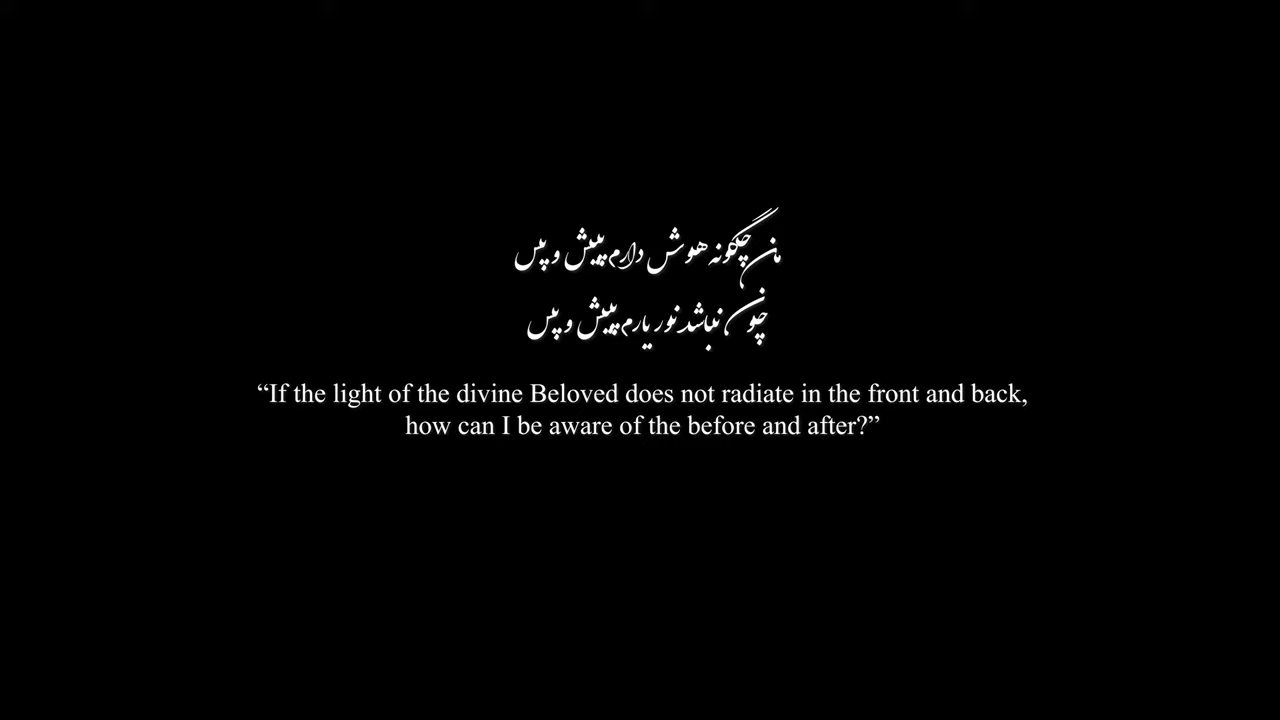 من چگونه هوش دارم پیش و پس
چون نباشد نور یارم پیش و پس
“If the light of the divine Beloved does not radiate in the front and back,
how can I be aware of the before and after?”